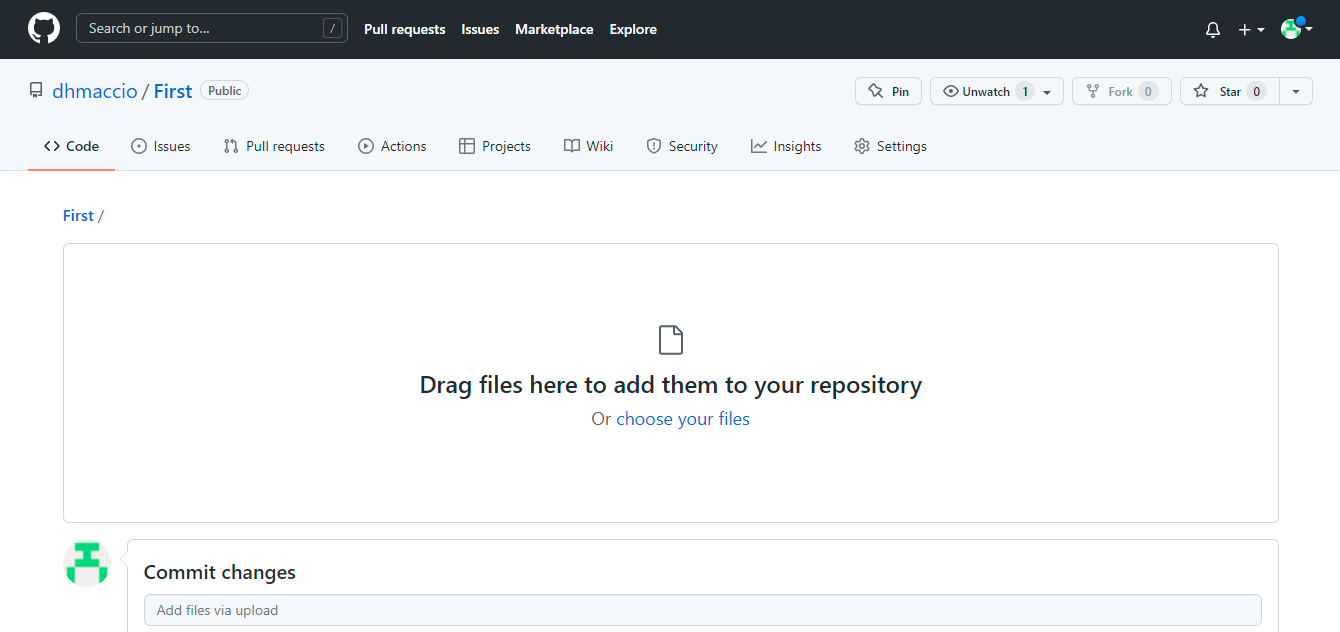 Search or jump to... / Pull requests Issues Marketplace Explore
dhmaccio / First Public Pin Unwatch 1 Fork 0 Star 0
Code Issues Pull requests Actions Projects Wiki Security Insights Settings
First /
Drag files here to add them to your repository
Or choose your files
Commit changes
Add files via upload